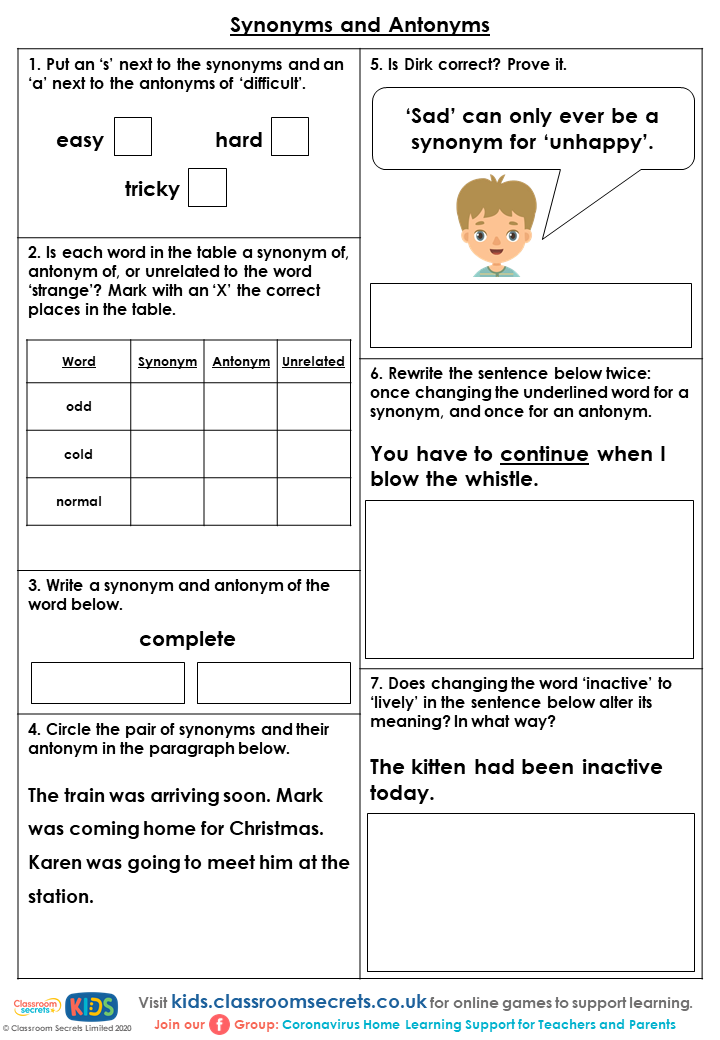 Synonyms and Antonyms
1. Put an ‘s’ next to the synonyms and an
‘a’ next to the antonyms of ‘difficult’.
easy
hard
tricky
2. Is each word in the table a synonym of,
antonym of, or unrelated to the word
‘strange’? Mark with an ‘X’ the correct
places in the table.
Word Synonym Antonym Unrelated
odd
cold
normal
3. Write a synonym and antonym of the
word below.
complete
4. Circle the pair of synonyms and their
antonym in the paragraph below.
The train was arriving soon. Mark
was coming home for Christmas.
Karen was going to meet him at the
station.
5. Is Dirk correct? Prove it.
‘Sad’ can only ever be a
synonym for ‘unhappy’.
6. Rewrite the sentence below twice:
once changing the underlined word for a
synonym, and once for an antonym.
You have to continue when I
blow the whistle.
7. Does changing the word ‘inactive’ to
‘lively’ in the sentence below alter its
meaning? In what way?
The kitten had been inactive
today.
Classroom
secrets
KIDS
© Classroom Secrets Limited 2020
Visit kids.classroomsecrets.co.uk for online games to support learning.
Join our f Group: Coronavirus Home Learning Support for Teachers and Parents